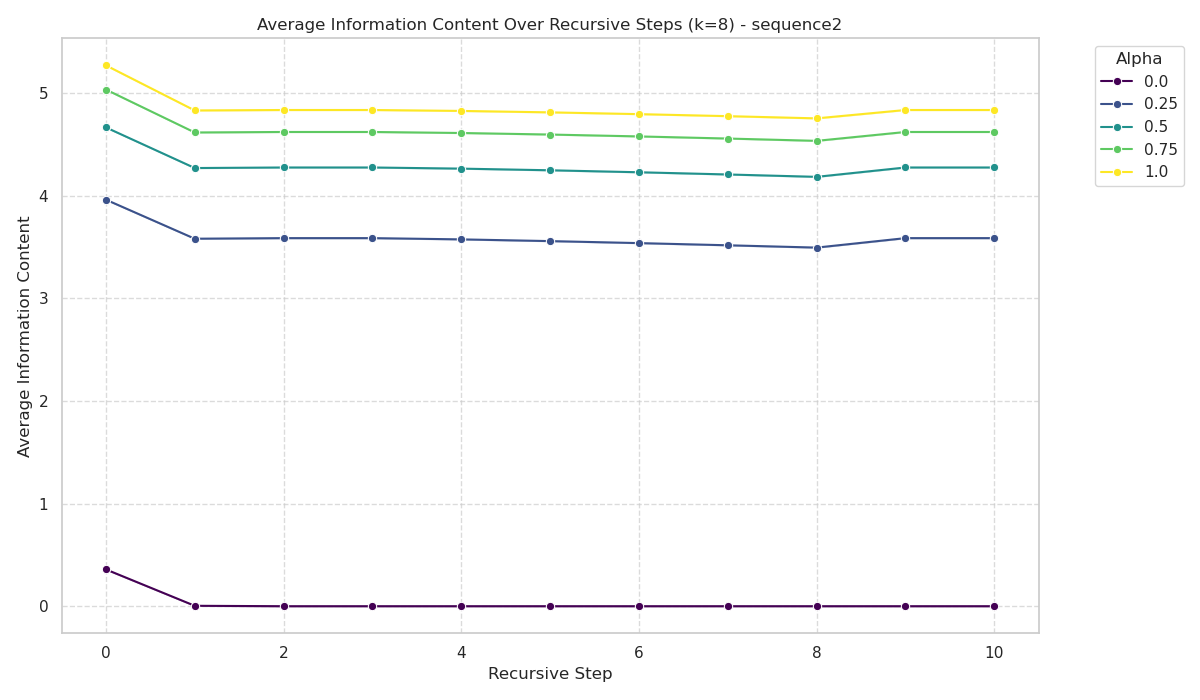 Average Information Content Over Recursive Steps (k=8) - sequence2
Average Information Content
5
4
3
2
1
0
0 2 4 6 8 10
Recursive Step
Alpha
0.0
0.25
0.5
0.75
1.0